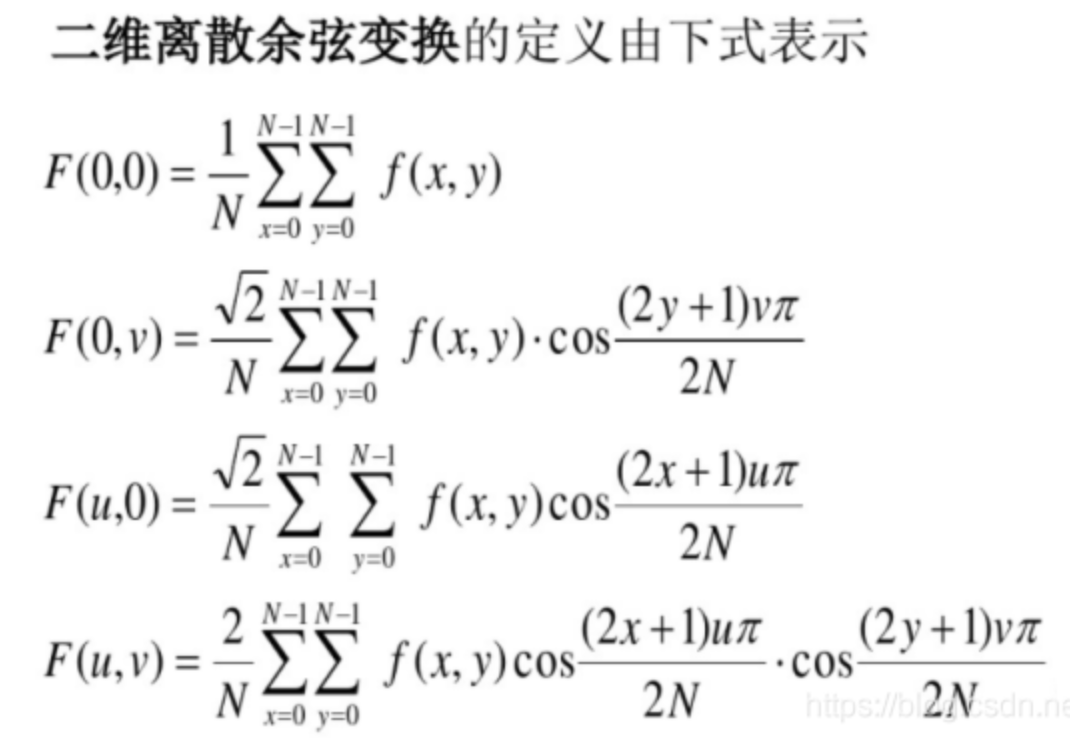 二维离散余弦变换的定义由下式表示
F(0,0) = \frac{1}{N} \sum_{x=0}^{N-1} \sum_{y=0}^{N-1} f(x,y)
F(0,v) = \frac{\sqrt{2}}{N} \sum_{x=0}^{N-1} \sum_{y=0}^{N-1} f(x,y) \cdot \cos \frac{(2y+1)v\pi}{2N}
F(u,0) = \frac{\sqrt{2}}{N} \sum_{x=0}^{N-1} \sum_{y=0}^{N-1} f(x,y) \cos \frac{(2x+1)u\pi}{2N}
F(u,v) = \frac{2}{N} \sum_{x=0}^{N-1} \sum_{y=0}^{N-1} f(x,y) \cos \frac{(2x+1)u\pi}{2N} \cdot \cos \frac{(2y+1)v\pi}{2N}
https://blog.csdn.ne